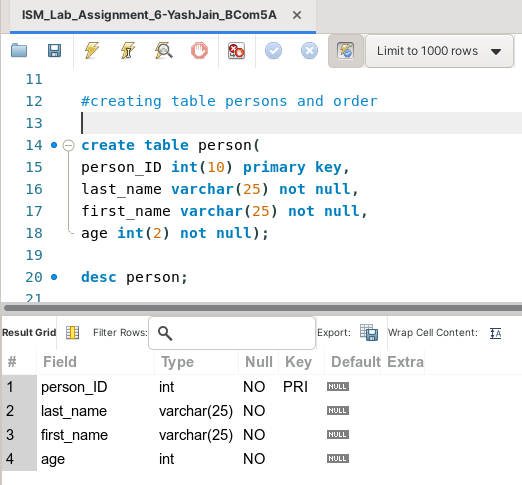 ISM_Lab_Assignment_6-YashJain_BCom5A ×
Limit to 1000 rows
11
12 #creating table persons and order
13
14 create table person(
15 person_ID int(10) primary key,
16 last_name varchar(25) not null,
17 first_name varchar(25) not null,
18 age int(2) not null);
19
20 desc person;
21
Result Grid Filter Rows: Export: Wrap Cell Content: IA
# Field Type Null Key Default Extra
1 person_ID int NO PRI NULL
2 last_name varchar(25) NO NULL
3 first_name varchar(25) NO NULL
4 age int NO NULL